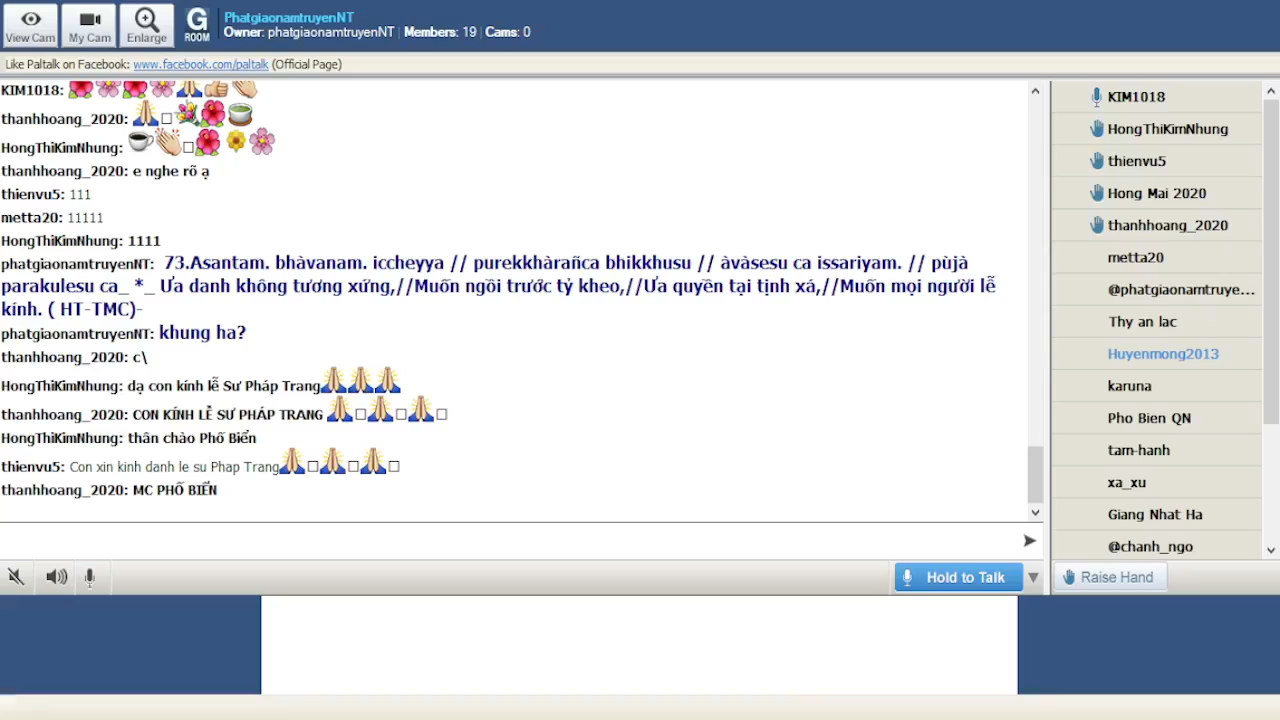 View Cam
My Cam
Enlarge
G
ROOM
PhatgiaonamtruyenNT
Owner: phatgiaonamtruyenNT | Members: 19 | Cams: 0
Like Paltalk on Facebook: www.facebook.com/paltalk (Official Page)
KIM1018:
thanhhoang_2020:
HongThiKimNhung:
thanhhoang_2020: e nghe rõ ạ
thienvu5: 111
metta20: 11111
HongThiKimNhung: 1111
phatgiaonamtruyenNT: 73.Asantam. bhàvanam. iccheyya // purekkhàrañca bhikkhusu // àvàsesu ca issariyam. // pùjà
parakulesu ca_ *_ Ưa danh không tương xứng,//Muốn ngồi trước tỷ kheo,//Ưa quyền tại tịnh xá,//Muốn mọi người lễ
kính. ( HT-TMC)-
phatgiaonamtruyenNT: khung ha?
thanhhoang_2020: c\
HongThiKimNhung: dạ con kính lễ Sư Pháp Trang
thanhhoang_2020: CON KÍNH LỄ SƯ PHÁP TRANG
HongThiKimNhung: thân chào Phố Biển
thienvu5: Con xin kinh danh le su Phap Trang
thanhhoang_2020: MC PHỐ BIỂN
Hold to Talk
KIM1018
HongThiKimNhung
thienvu5
Hong Mai 2020
thanhhoang_2020
metta20
@phatgiaonamtruye...
Thy an lac
Huyenmong2013
karuna
Pho Bien QN
tam-hanh
xa_xu
Giang Nhat Ha
@chanh_ngo
Raise Hand